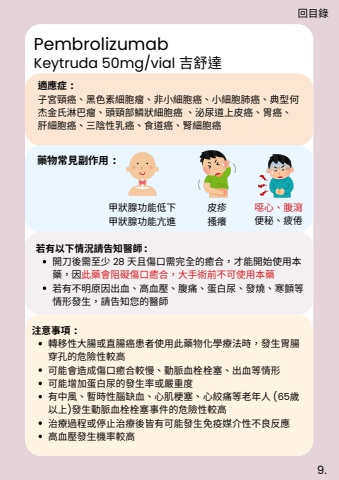 回目錄
Pembrolizumab
Keytruda 50mg/vial 吉舒達
適應症：
子宮頸癌、黑色素細胞瘤、非小細胞癌、小細胞肺癌、典型何
杰金氏淋巴瘤、頭頸部鱗狀細胞癌 、泌尿道上皮癌、胃癌、
肝細胞癌、三陰性乳癌、食道癌、腎細胞癌
藥物常見副作用：
甲狀腺功能低下
甲狀腺功能亢進
皮疹
搔癢
噁心、腹瀉
便秘、疲倦
若有以下情況請告知醫師：
• 開刀後需至少 28 天且傷口需完全的癒合，才能開始使用本
藥，因此藥會阻礙傷口癒合，大手術前不可使用本藥
• 若有不明原因出血、高血壓、腹痛、蛋白尿、發燒、寒顫等
情形發生，請告知您的醫師
注意事項：
• 轉移性大腸或直腸癌患者使用此藥物化學療法時，發生胃腸
穿孔的危險性較高
• 可能會造成傷口癒合較慢、動脈血栓栓塞、出血等情形
• 可能增加蛋白尿的發生率或嚴重度
• 有中風、暫時性腦缺血、心肌梗塞、心絞痛等老年人 (65歲
以上)發生動脈血栓栓塞事件的危險性較高
• 治療過程或停止治療後皆有可能發生免疫媒介性不良反應
• 高血壓發生機率較高
9.